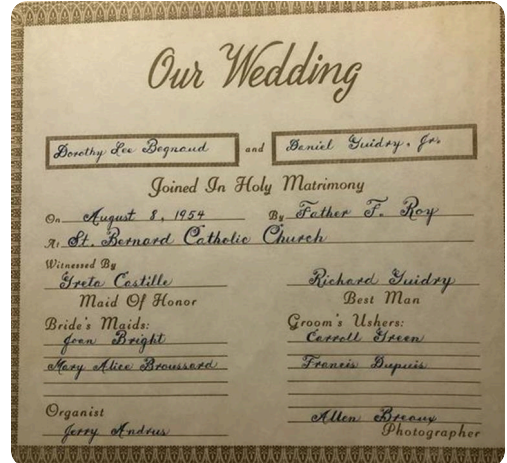 Our Wedding
Dorothy Lee Begnaud and Daniel Guidry, Jr.
Joined In Holy Matrimony
On August 8, 1954 By Father F. Roy
At St. Bernard Catholic Church
Witnessed By
Greta Castille Richard Guidry
Maid Of Honor Best Man
Bride's Maids: Groom's Ushers:
Joan Bright Carroll Green
Mary Alice Broussard Francis Dupuis
Organist Allen Breaux
Jerry Andrus Photographer